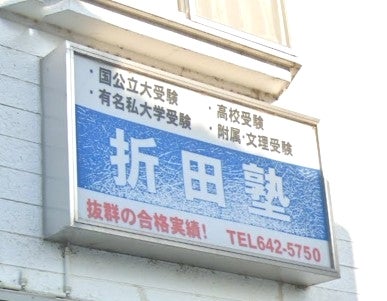 ・国公立大受験
・有名私大学受験
・高校受験
・附属・文理受験
折田塾
抜群の合格実績!
TEL642-5750